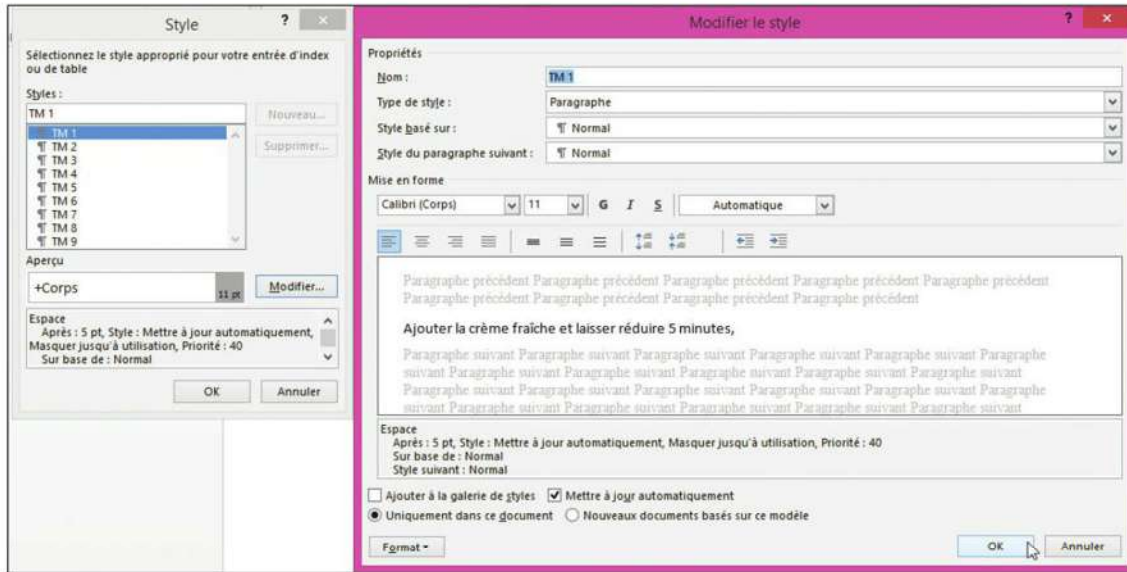 Style
?
×
Sélectionnez le style approprié pour votre entrée d'index
ou de table
Styles :
TM 1
Nouveau...
Supprimer...
¶ TM 1
¶ TM 2
¶ TM 3
¶ TM 4
¶ TM 5
¶ TM 6
¶ TM 7
¶ TM 8
¶ TM 9
Aperçu
+Corps
11 pt
Modifier...
Espace
Après : 5 pt, Style : Mettre à jour automatiquement,
Masquer jusqu'à utilisation, Priorité : 40
Sur base de : Normal
OK
Annuler
Modifier le style
?
×
Propriétés
Nom :
TM 1
Type de style :
Paragraphe
Style basé sur :
¶ Normal
Style du paragraphe suivant :
¶ Normal
Mise en forme
Calibri (Corps)
11
G I S
Automatique
Paragraphe précédent Paragraphe précédent Paragraphe précédent Paragraphe précédent Paragraphe précédent
Paragraphe précédent Paragraphe précédent Paragraphe précédent Paragraphe précédent
Ajouter la crème fraîche et laisser réduire 5 minutes,
Paragraphe suivant Paragraphe suivant Paragraphe suivant Paragraphe suivant Paragraphe suivant Paragraphe
suivant Paragraphe suivant Paragraphe suivant Paragraphe suivant Paragraphe suivant Paragraphe suivant
Paragraphe suivant Paragraphe suivant Paragraphe suivant Paragraphe suivant Paragraphe suivant Paragraphe
suivant Paragraphe suivant Paragraphe suivant Paragraphe suivant Paragraphe suivant Paragraphe suivant
Espace
Après : 5 pt, Style : Mettre à jour automatiquement, Masquer jusqu'à utilisation, Priorité : 40
Sur base de : Normal
Style suivant : Normal
Ajouter à la galerie de styles
Mettre à jour automatiquement
Uniquement dans ce document
Nouveaux documents basés sur ce modèle
Format
OK
Annuler